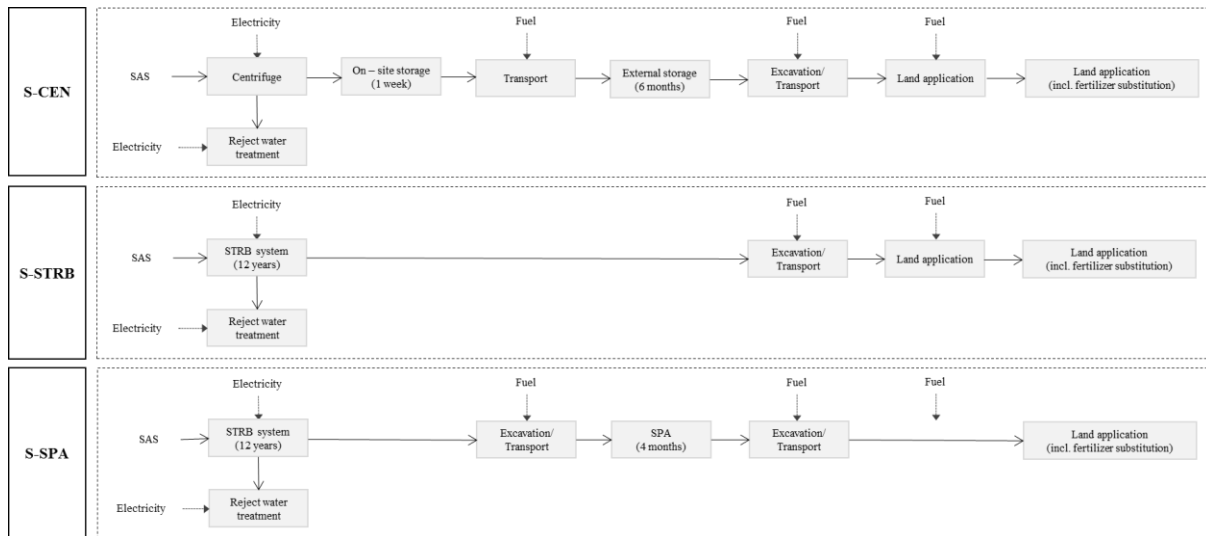 Electricity
Fuel
Fuel
Fuel
S-CEN
SAS
Centrifuge
On – site storage
(1 week)
Transport
External storage
(6 months)
Excavation/
Transport
Land application
Land application
(incl. fertilizer substitution)
Electricity
Reject water
treatment
Electricity
Fuel
Fuel
S-STRB
SAS
STRB system
(12 years)
Excavation/
Transport
Land application
Land application
(incl. fertilizer substitution)
Electricity
Reject water
treatment
Electricity
Fuel
Fuel
Fuel
S-SPA
SAS
STRB system
(12 years)
Excavation/
Transport
SPA
(4 months)
Excavation/
Transport
Land application
(incl. fertilizer substitution)
Electricity
Reject water
treatment